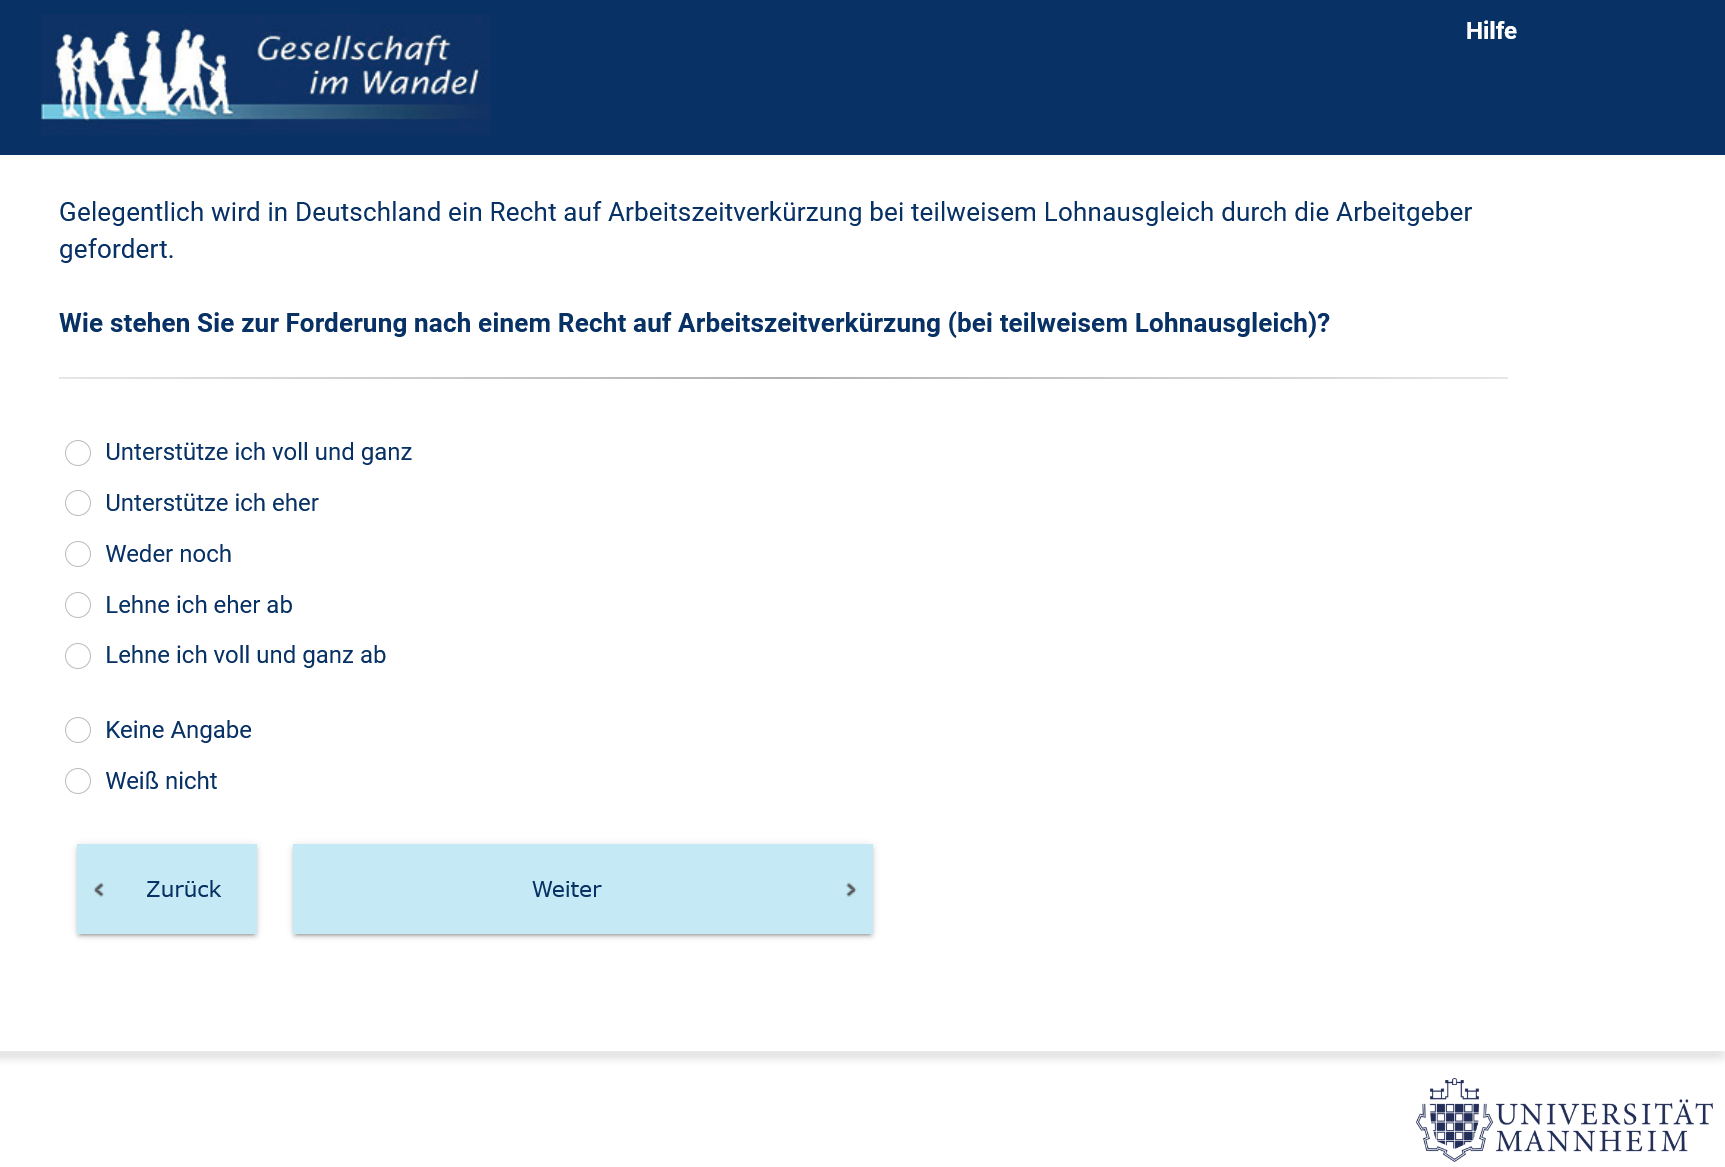 Gesellschaft
im Wandel
Hilfe
Gelegentlich wird in Deutschland ein Recht auf Arbeitszeitverkürzung bei teilweisem Lohnausgleich durch die Arbeitgeber
gefordert.
Wie stehen Sie zur Forderung nach einem Recht auf Arbeitszeitverkürzung (bei teilweisem Lohnausgleich)?
Unterstütze ich voll und ganz
Unterstütze ich eher
Weder noch
Lehne ich eher ab
Lehne ich voll und ganz ab
Keine Angabe
Weiß nicht
Zurück
Weiter
UNIVERSITÄT
MANNHEIM